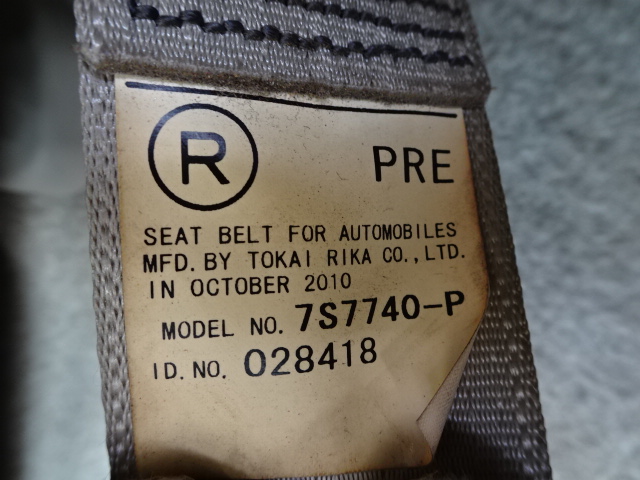 R PRE
SEAT BELT FOR AUTOMOBILES
MFD. BY TOKAI RIKA CO., LTD.
IN OCTOBER 2010
MODEL NO. 7S7740-P
ID. NO. 028418